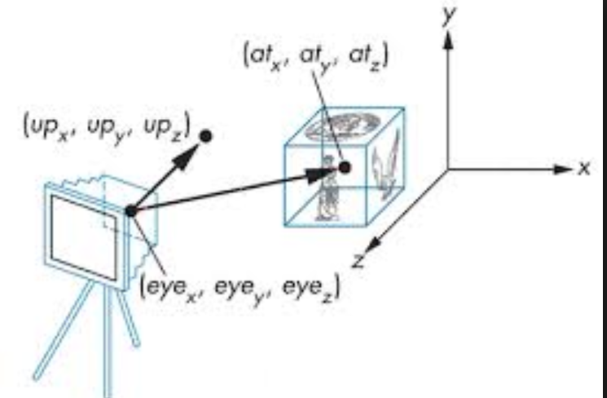 y
(at_x, at_y, at_z)
(up_x, up_y, up_z)
x
z
(eye_x, eye_y, eye_z)